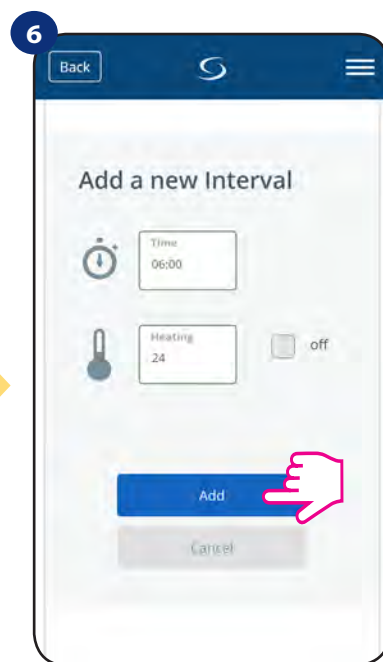 6
Back
Add a new Interval
Time
06:00
Heating
24
off
Add
Cancel